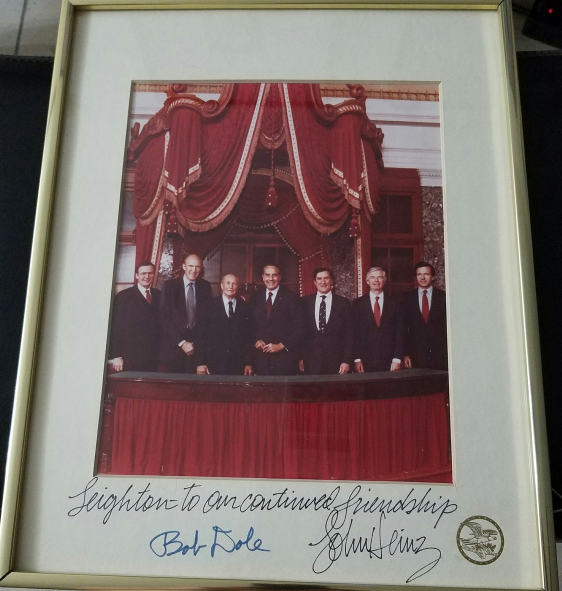 Leighton - to our continued friendship
Bob Dole John Heinz